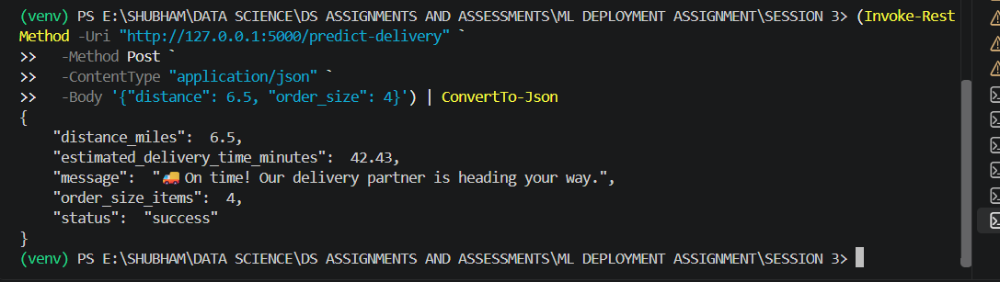 (venv) PS E:\SHUBHAM\DATA SCIENCE\DS ASSIGNMENTS AND ASSESSMENTS\ML DEPLOYMENT ASSIGNMENT\SESSION 3> (Invoke-Rest
Method -Uri "http://127.0.0.1:5000/predict-delivery" `
>>   -Method Post `
>>   -ContentType "application/json" `
>>   -Body '{"distance": 6.5, "order_size": 4}') | ConvertTo-Json
{
    "distance_miles":  6.5,
    "estimated_delivery_time_minutes":  42.43,
    "message":  "🚚 On time! Our delivery partner is heading your way.",
    "order_size_items":  4,
    "status":  "success"
}
(venv) PS E:\SHUBHAM\DATA SCIENCE\DS ASSIGNMENTS AND ASSESSMENTS\ML DEPLOYMENT ASSIGNMENT\SESSION 3>